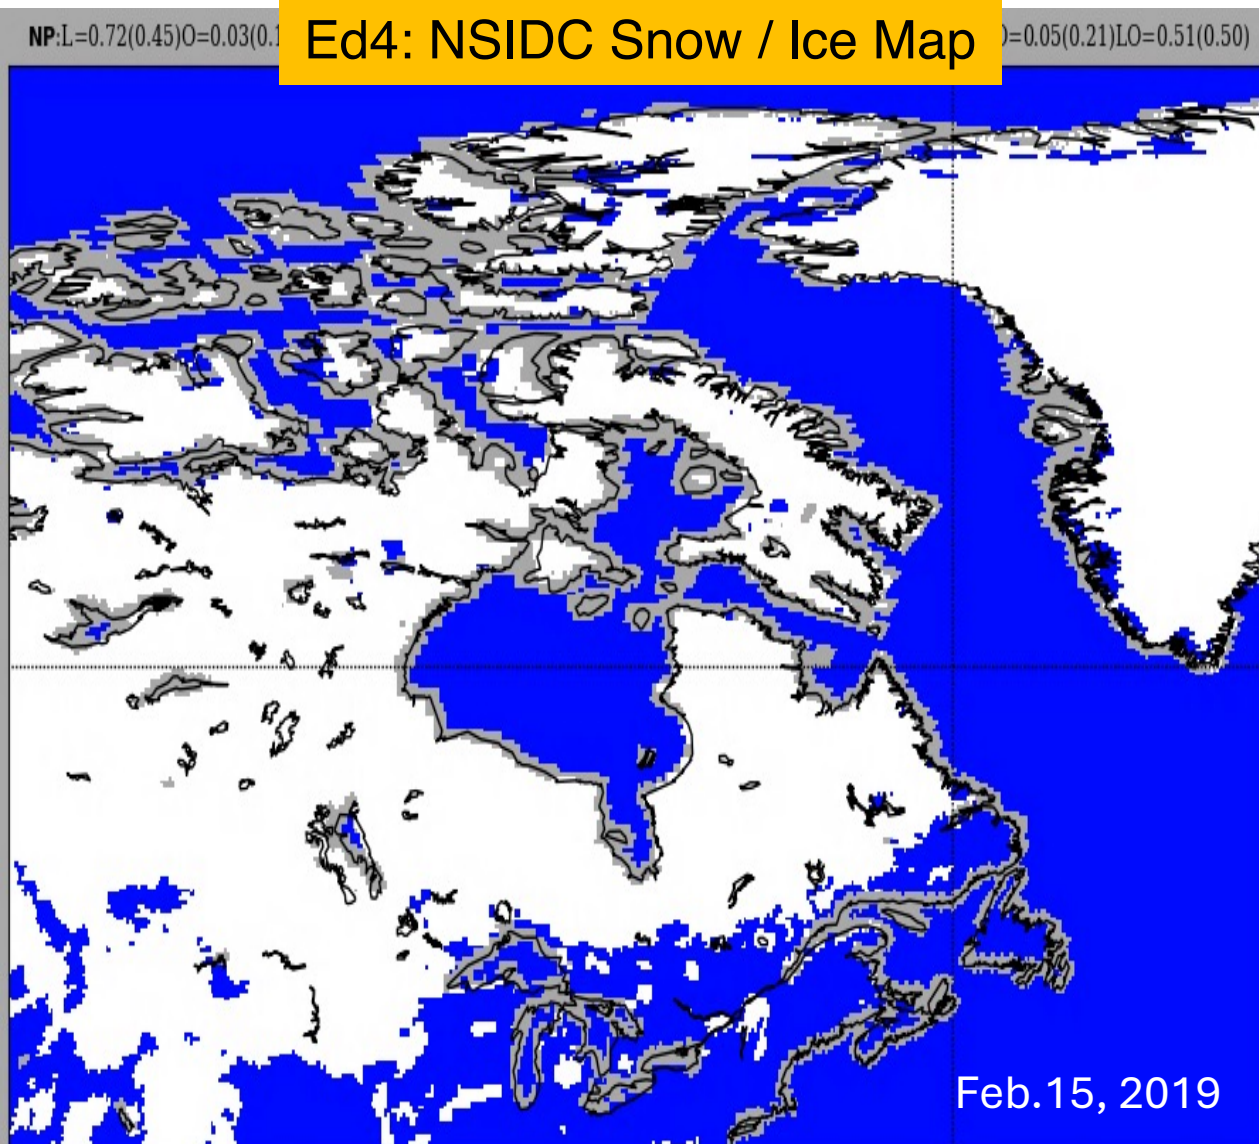 Ed4: NSIDC Snow / Ice Map
NP:L=0.72(0.45)O=0.03(0.1 =0.05(0.21)LO=0.51(0.50)
Feb.15, 2019